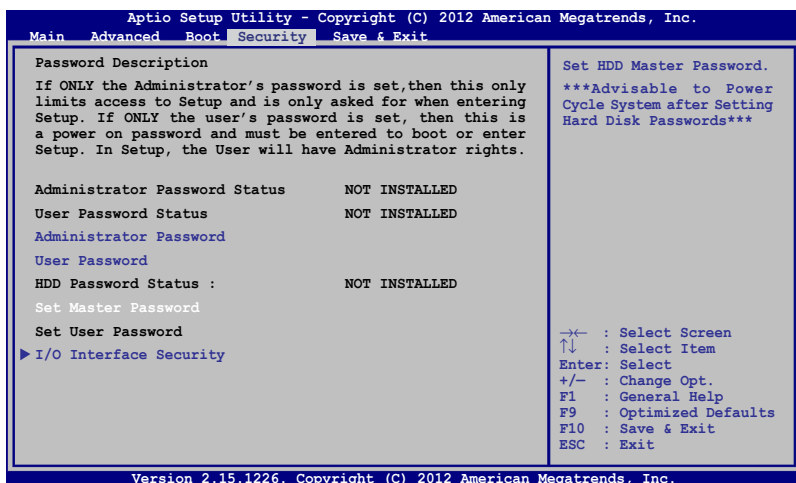 Aptio Setup Utility - Copyright (C) 2012 American Megatrends, Inc.
Main Advanced Boot Security Save & Exit
Password Description
If ONLY the Administrator's password is set,then this only
limits access to Setup and is only asked for when entering
Setup. If ONLY the user's password is set, then this is
a power on password and must be entered to boot or enter
Setup. In Setup, the User will have Administrator rights.
Administrator Password Status NOT INSTALLED
User Password Status NOT INSTALLED
Administrator Password
User Password
HDD Password Status : NOT INSTALLED
Set Master Password
Set User Password
I/O Interface Security
Set HDD Master Password.
***Advisable to Power
Cycle System after Setting
Hard Disk Passwords***
→← : Select Screen
↑↓ : Select Item
Enter: Select
+/— : Change Opt.
F1 : General Help
F9 : Optimized Defaults
F10 : Save & Exit
ESC : Exit
Version 2.15.1226. Copyright (C) 2012 American Megatrends, Inc.